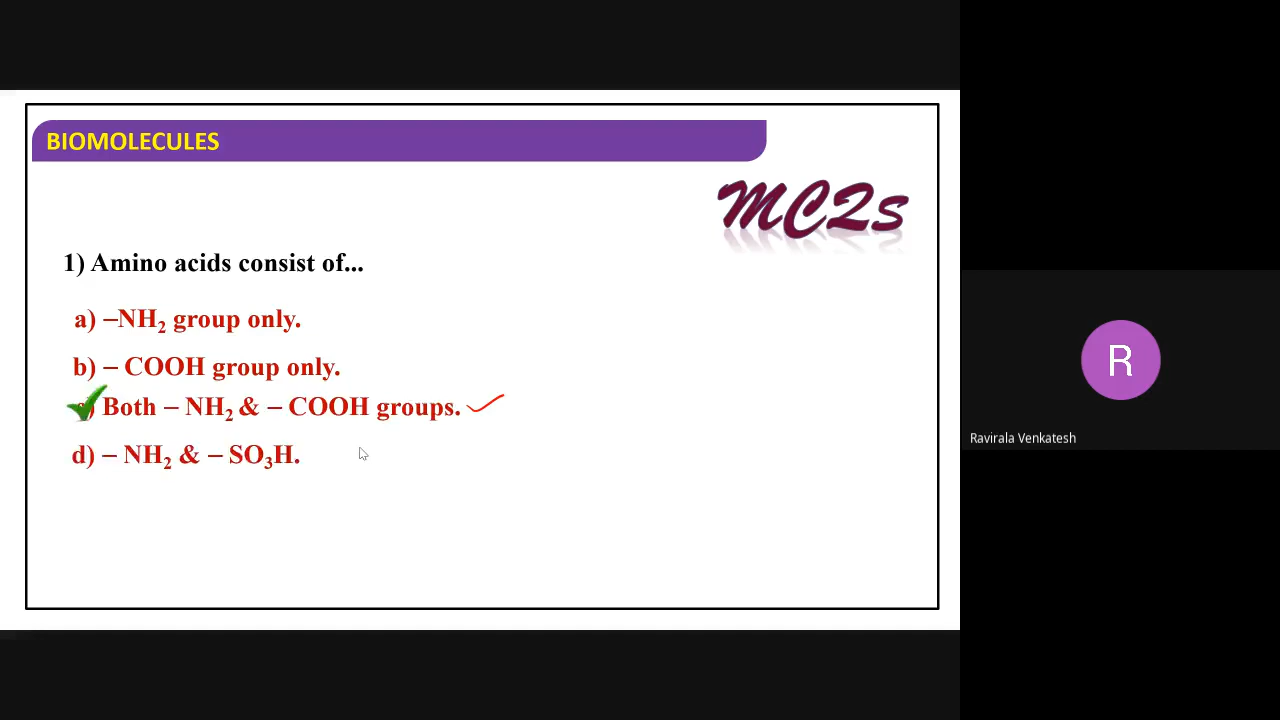 BIOMOLECULES
MCQs
1) Amino acids consist of...
a) –NH₂ group only.
b) – COOH group only.
Both – NH₂ & – COOH groups.
d) – NH₂ & – SO₃H.
R
Ravirala Venkatesh